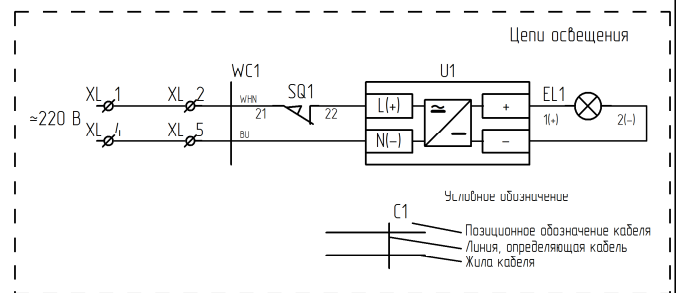 Цепи освещения
WC1 U1
XL 1 XL 2 SQ1 EL1
WHN 21 22 L(+) + 1(+) 2(-)
≃220 В
XL 4 XL 5 BU N(-) -
Условное обозначение
C1
Позиционное обозначение кабеля
Линия, определяющая кабель
Жила кабеля